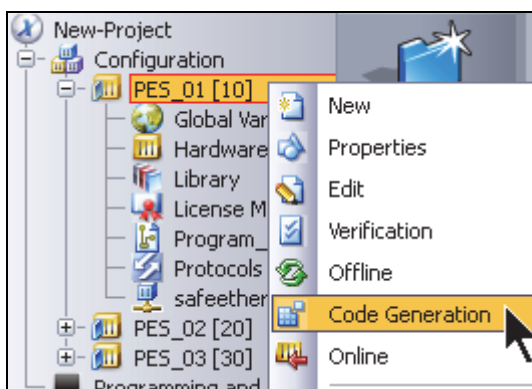 New-Project
Configuration
PES_01 [10]
Global Var
Hardware
Library
License M
Program_
Protocols
safeether
PES_02 [20]
PES_03 [30]
Programming and
New
Properties
Edit
Verification
Offline
Code Generation
Online